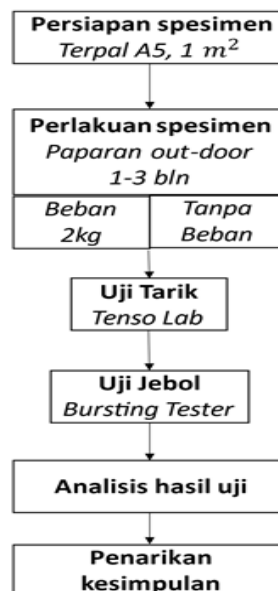 Persiapan spesimen
Terpal A5, 1 m²
Perlakuan spesimen
Paparan out-door
1-3 bln
Beban
2kg
Tanpa
Beban
Uji Tarik
Tenso Lab
Uji Jebol
Bursting Tester
Analisis hasil uji
Penarikan
kesimpulan